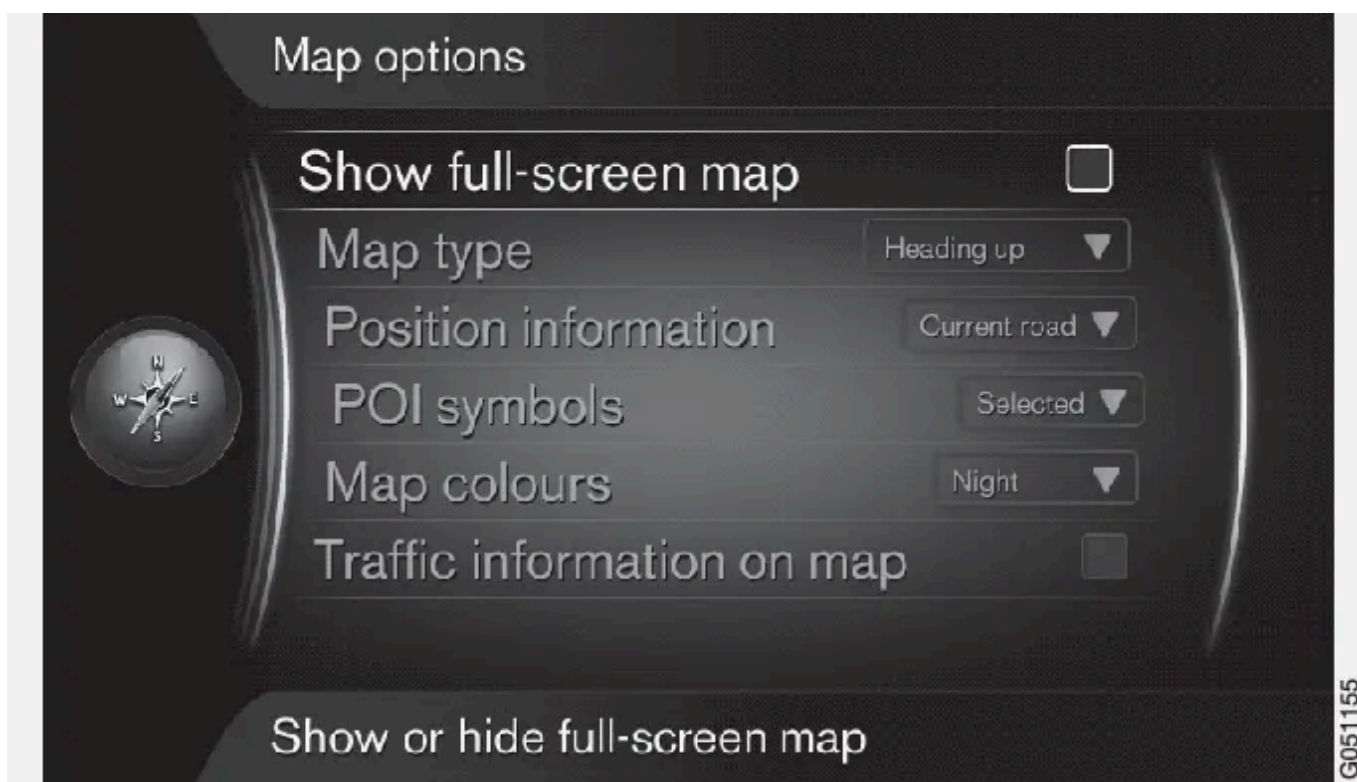 Map options
Show full-screen map
Map type Heading up
Position information Current road
POI symbols Selected
Map colours Night
Traffic information on map
N
W E
S
Show or hide full-screen map
G051155